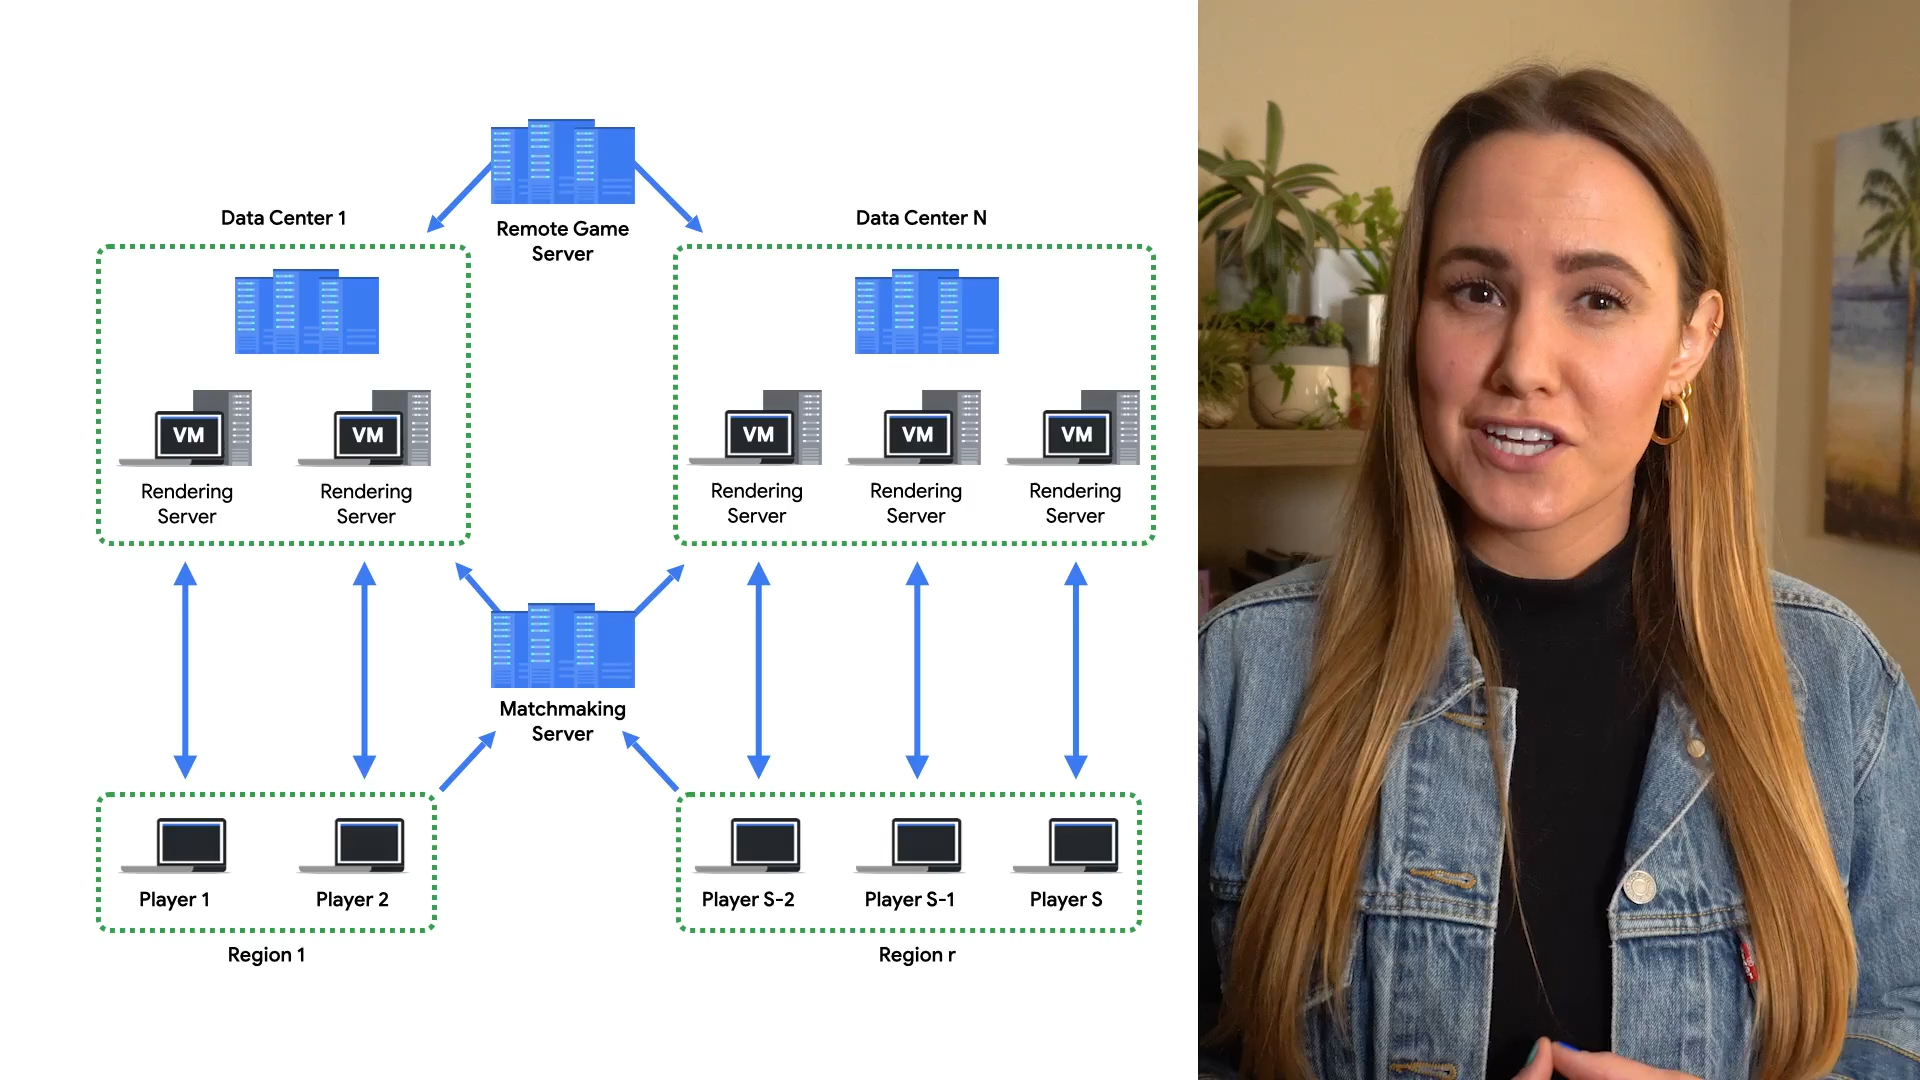 Remote Game
Server
Data Center 1
Data Center N
VM
VM
VM
VM
VM
Rendering
Server
Rendering
Server
Rendering
Server
Rendering
Server
Rendering
Server
Matchmaking
Server
Player 1
Player 2
Player S-2
Player S-1
Player S
Region 1
Region r